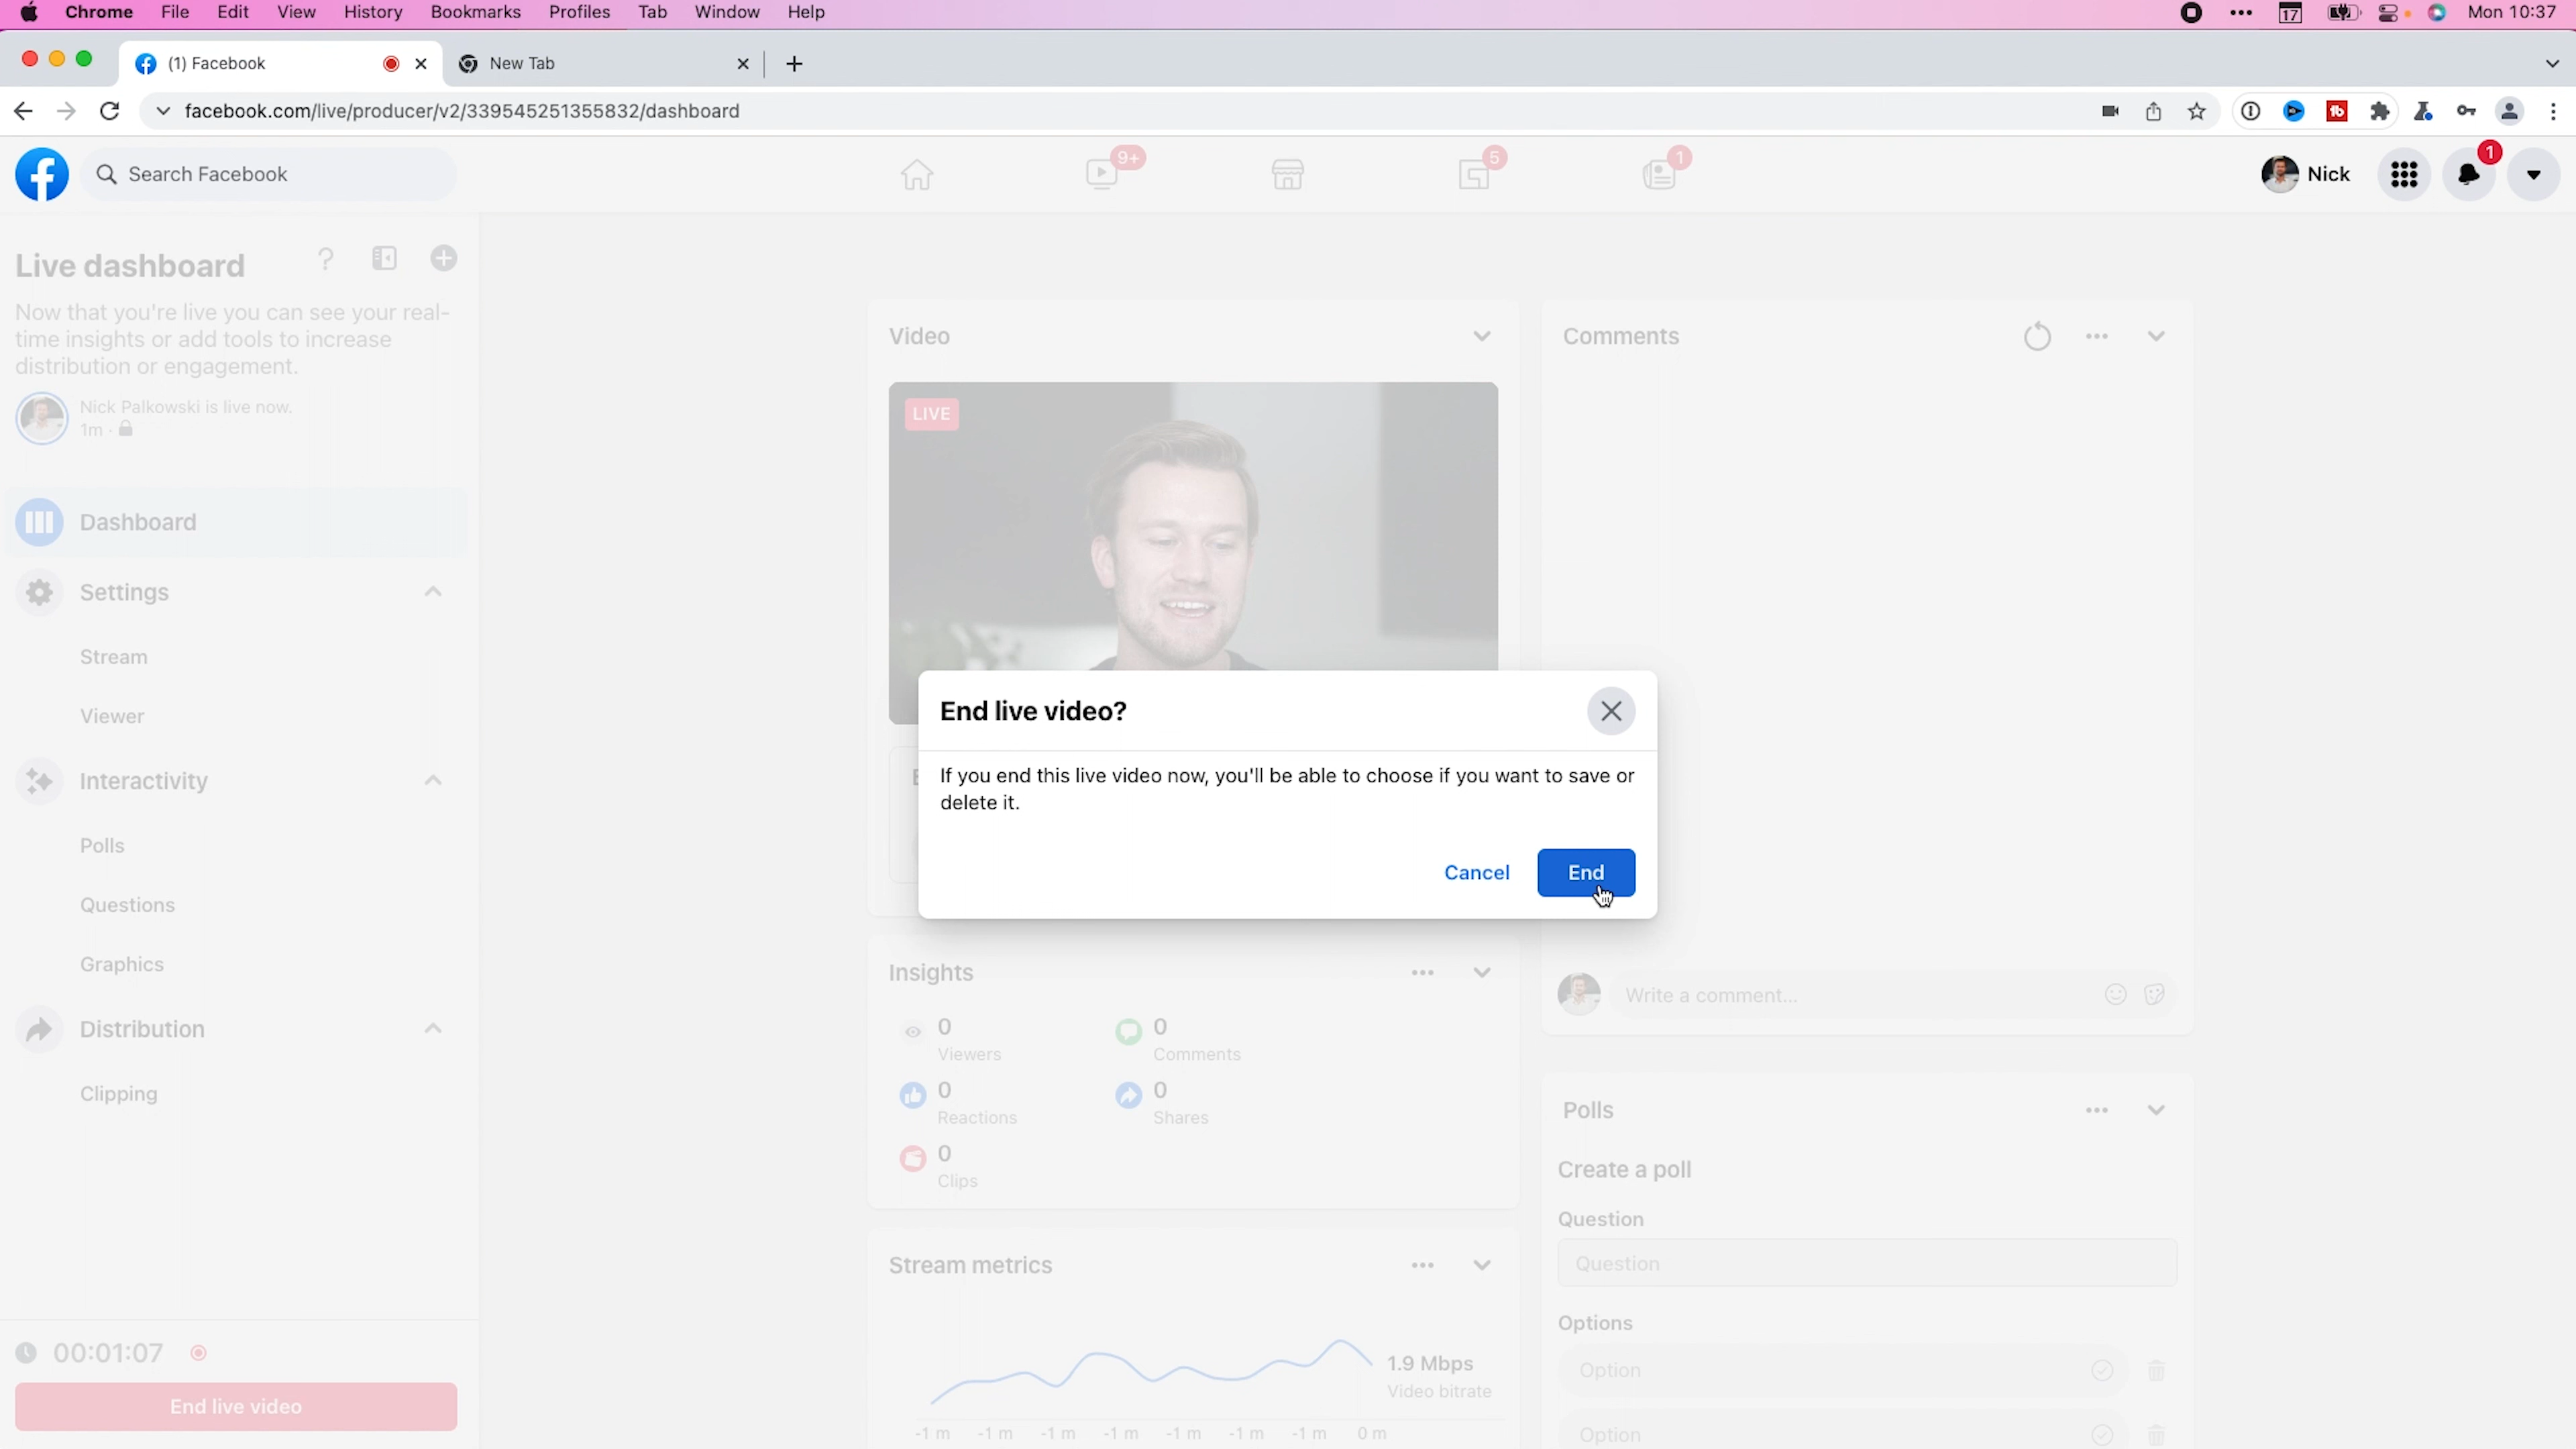 Chrome File Edit View History Bookmarks Profiles Tab Window Help 17 Mon 10:37
(1) Facebook New Tab
facebook.com/live/producer/v2/339545251355832/dashboard
Search Facebook 9+ 5 1 Nick 1
Live dashboard
Now that you're live you can see your real-
time insights or add tools to increase
distribution or engagement.
Nick Palkowski is live now.
1m ·
Dashboard
Settings
Stream
Viewer
Interactivity
Polls
Questions
Graphics
Distribution
Clipping
00:01:07
End live video
Video
LIVE
End live video?
If you end this live video now, you'll be able to choose if you want to save or
delete it.
Cancel End
Insights
0 0
Viewers Comments
0 0
Reactions Shares
0
Clips
Stream metrics
1.9 Mbps
Video bitrate
-1 m -1 m -1 m -1 m -1 m -1 m -1 m 0 m
Comments
Write a comment...
Polls
Create a poll
Question
Question
Options
Option
Option